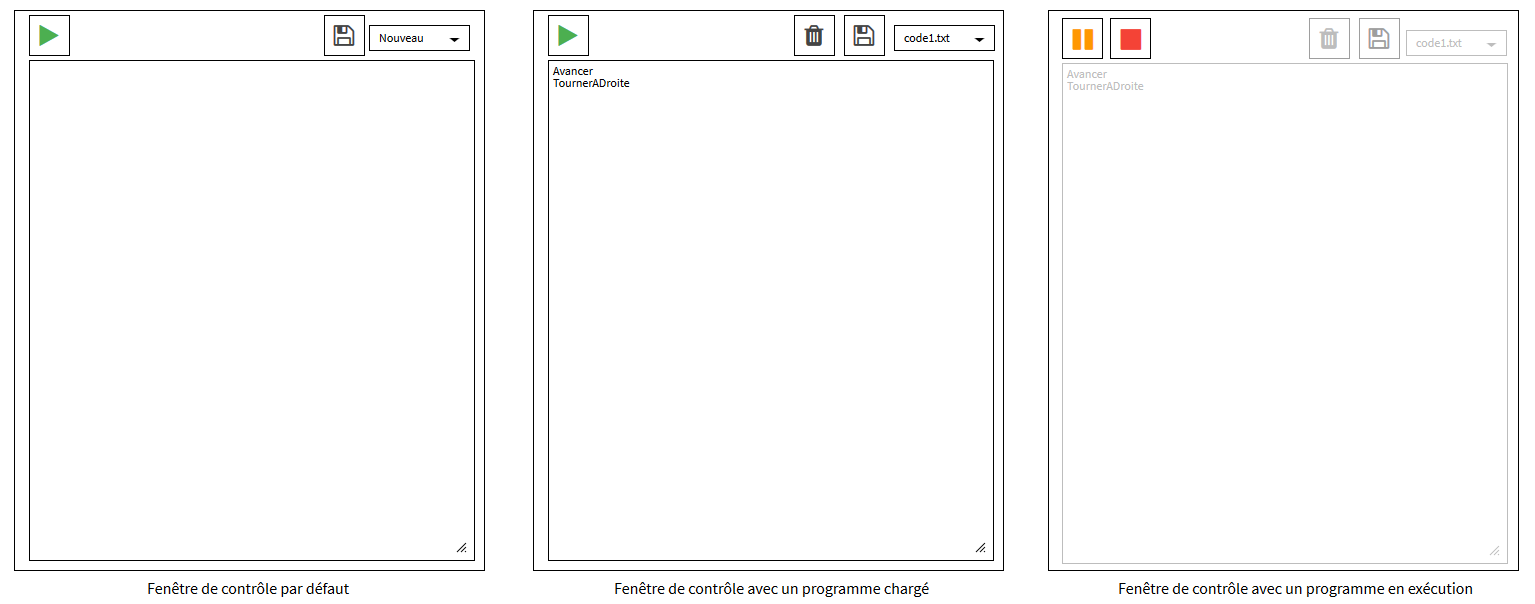 Nouveau
Fenêtre de contrôle par défaut
code1.txt
Avancer
TournerADroite
Fenêtre de contrôle avec un programme chargé
code1.txt
Avancer
TournerADroite
Fenêtre de contrôle avec un programme en exécution